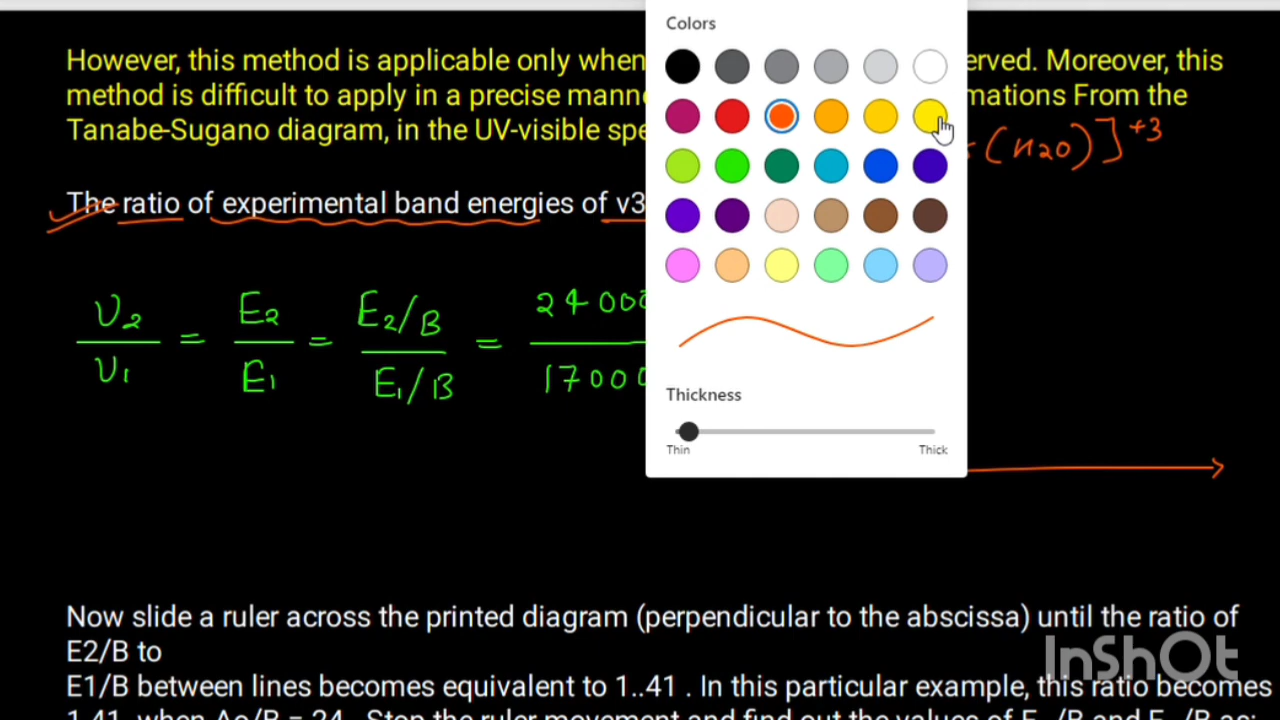 Colors
However, this method is applicable only when erved. Moreover, this
method is difficult to apply in a precise mann mations From the
Tanabe-Sugano diagram, in the UV-visible spe (H2O)]+3
The ratio of experimental band energies of v3
υ2/υ1 = E2/E1 = E2/B / E1/B = 24000 / 17000
Thickness
Thin Thick
Now slide a ruler across the printed diagram (perpendicular to the abscissa) until the ratio of
E2/B to
E1/B between lines becomes equivalent to 1..41 . In this particular example, this ratio becomes
InShOt